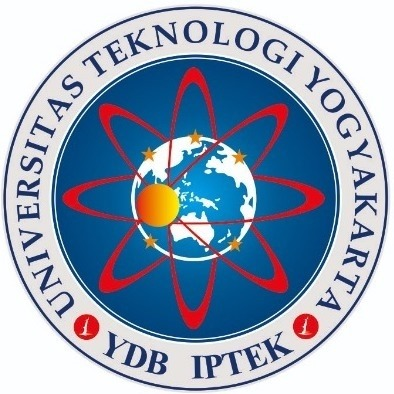 UNIVERSITAS TEKNOLOGI YOGYAKARTA
YDB IPTEK